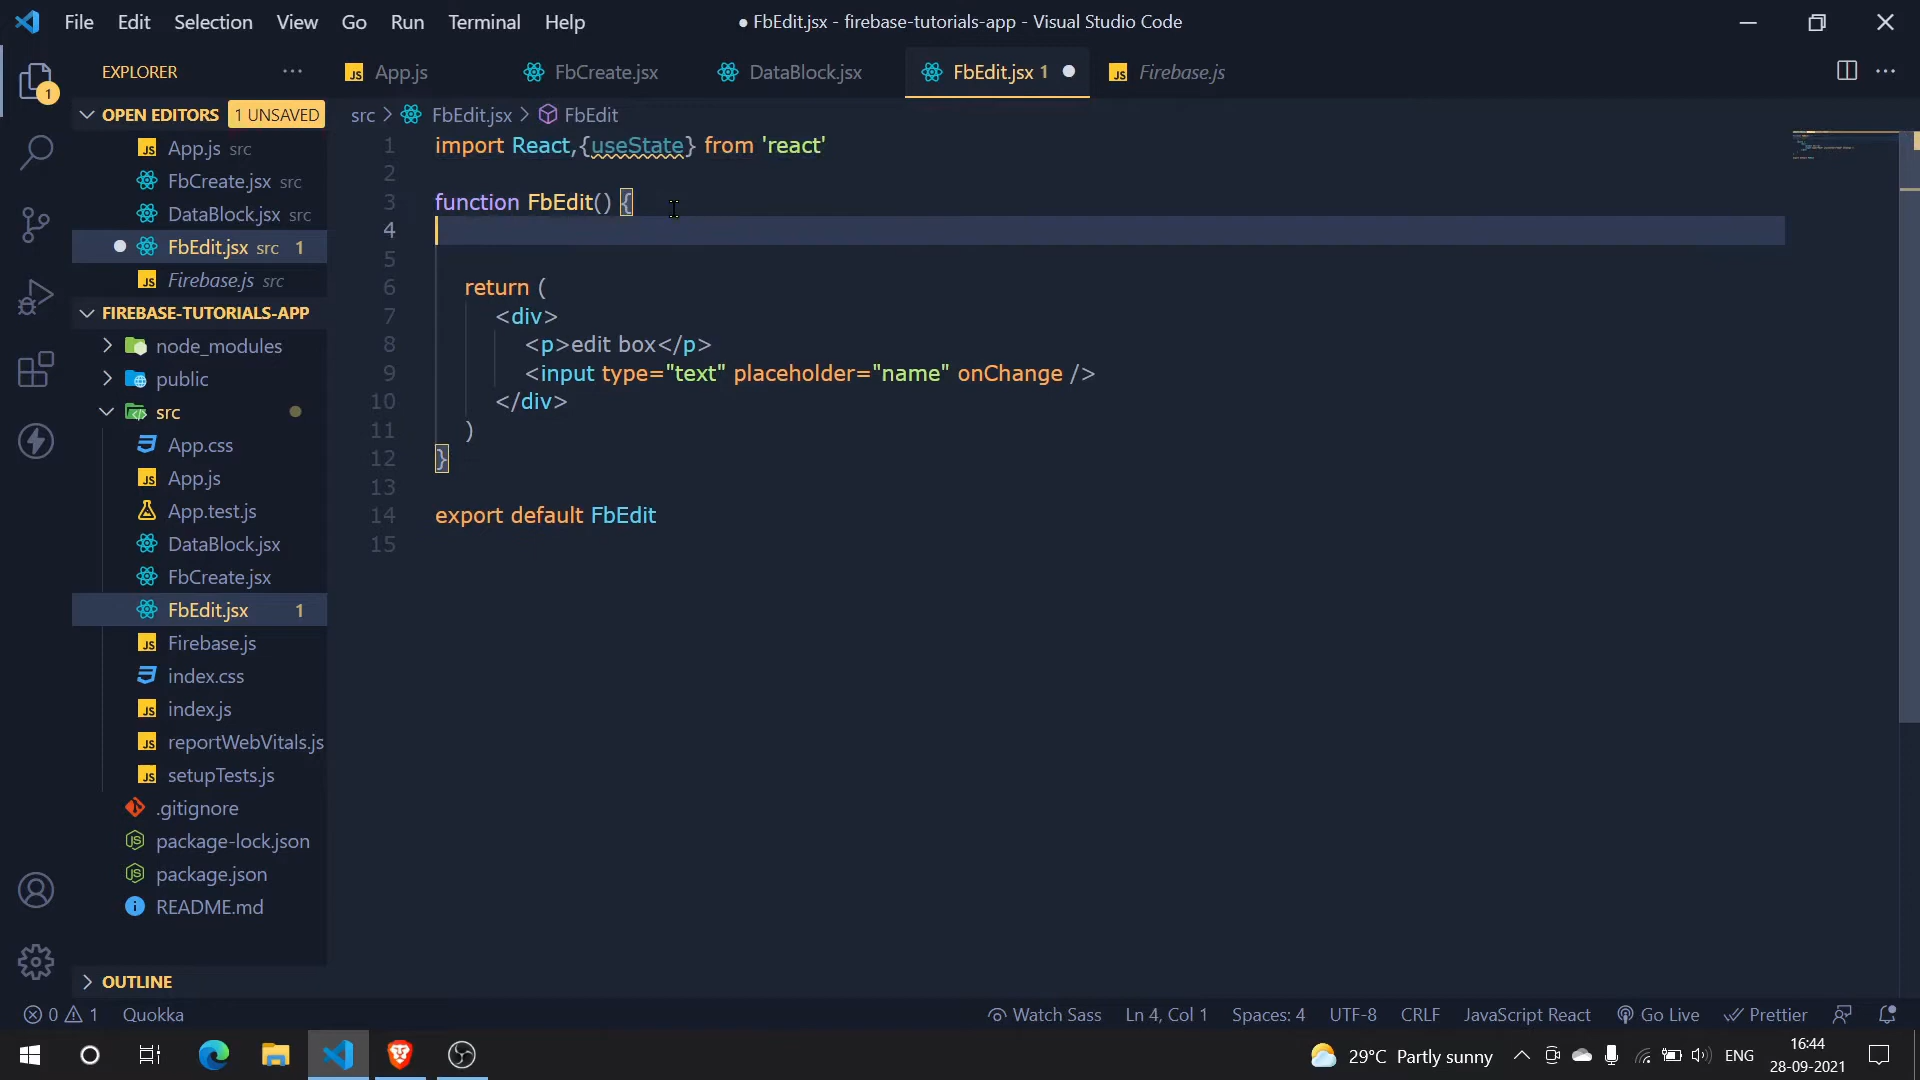 File Edit Selection View Go Run Terminal Help
● FbEdit.jsx - firebase-tutorials-app - Visual Studio Code
EXPLORER ···
App.js FbCreate.jsx DataBlock.jsx FbEdit.jsx 1 Firebase.js
1
OPEN EDITORS 1 UNSAVED
App.js src
FbCreate.jsx src
DataBlock.jsx src
FbEdit.jsx src 1
Firebase.js src
FIREBASE-TUTORIALS-APP
node_modules
public
src
App.css
App.js
App.test.js
DataBlock.jsx
FbCreate.jsx
FbEdit.jsx 1
Firebase.js
index.css
index.js
reportWebVitals.js
setupTests.js
.gitignore
package-lock.json
package.json
README.md
OUTLINE
src > FbEdit.jsx > FbEdit
1 import React,{useState} from 'react'
2
3 function FbEdit() {
4
5
6 return (
7 <div>
8 <p>edit box</p>
9 <input type="text" placeholder="name" onChange />
10 </div>
11 )
12 }
13
14 export default FbEdit
15
0 1 Quokka Watch Sass Ln 4, Col 1 Spaces: 4 UTF-8 CRLF JavaScript React Go Live Prettier
29°C Partly sunny ENG 16:44
28-09-2021